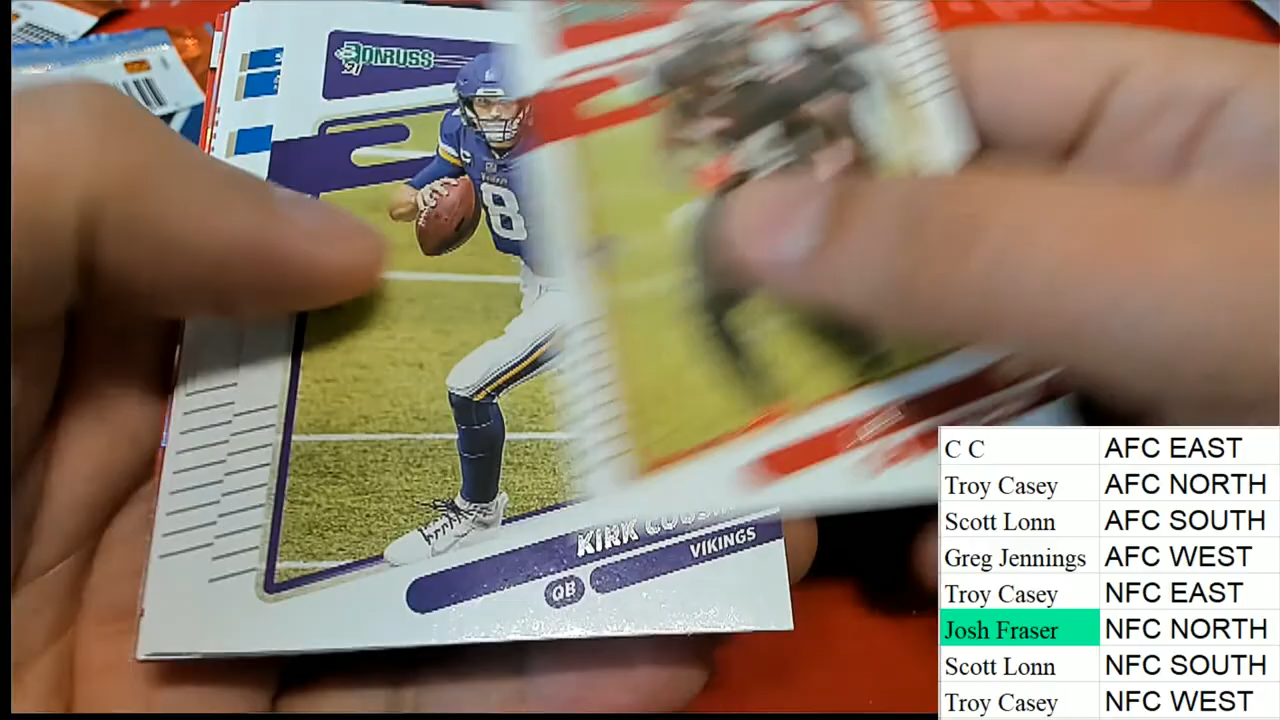 DONRUSS
8
KIRK COUSINS
VIKINGS
QB
C C AFC EAST
Troy Casey AFC NORTH
Scott Lonn AFC SOUTH
Greg Jennings AFC WEST
Troy Casey NFC EAST
Josh Fraser NFC NORTH
Scott Lonn NFC SOUTH
Troy Casey NFC WEST